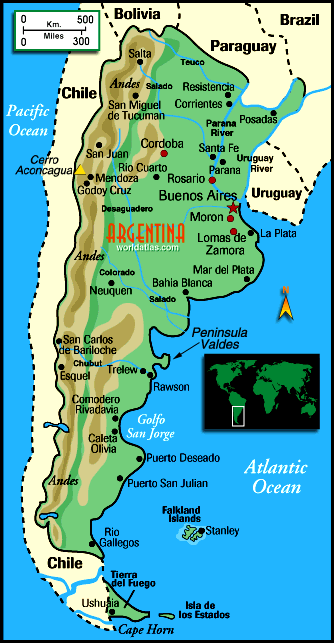 0 500
Km.
Miles
0 300
Bolivia
Brazil
Paraguay
Chile
Pacific
Ocean
Salta
Teuco
Andes
Salado
Resistencia
San Miguel
de Tucuman
Corrientes
Posadas
Parana
River
San Juan
Cordoba
Santa Fe
Cerro
Aconcagua
Mendoza
Rio Cuarto
Parana
Uruguay
River
Godoy Cruz
Rosario
Buenos Aires
Uruguay
Desaguadero
Moron
La Plata
ARGENTINA
worldatlas.com
Lomas de
Zamora
Andes
Colorado
Mar del Plata
Neuquen
Bahia Blanca
Salado
San Carlos
de Bariloche
Peninsula
Valdes
Chubut
Esquel
Trelew
Rawson
Comodero
Rivadavia
Golfo
San Jorge
Caleta
Olivia
Puerto Deseado
Atlantic
Ocean
Andes
Puerto San Julian
Falkland
Islands
Stanley
Rio
Gallegos
Chile
Tierra
del Fuego
Ushuaia
Isla de
los Estados
Cape Horn